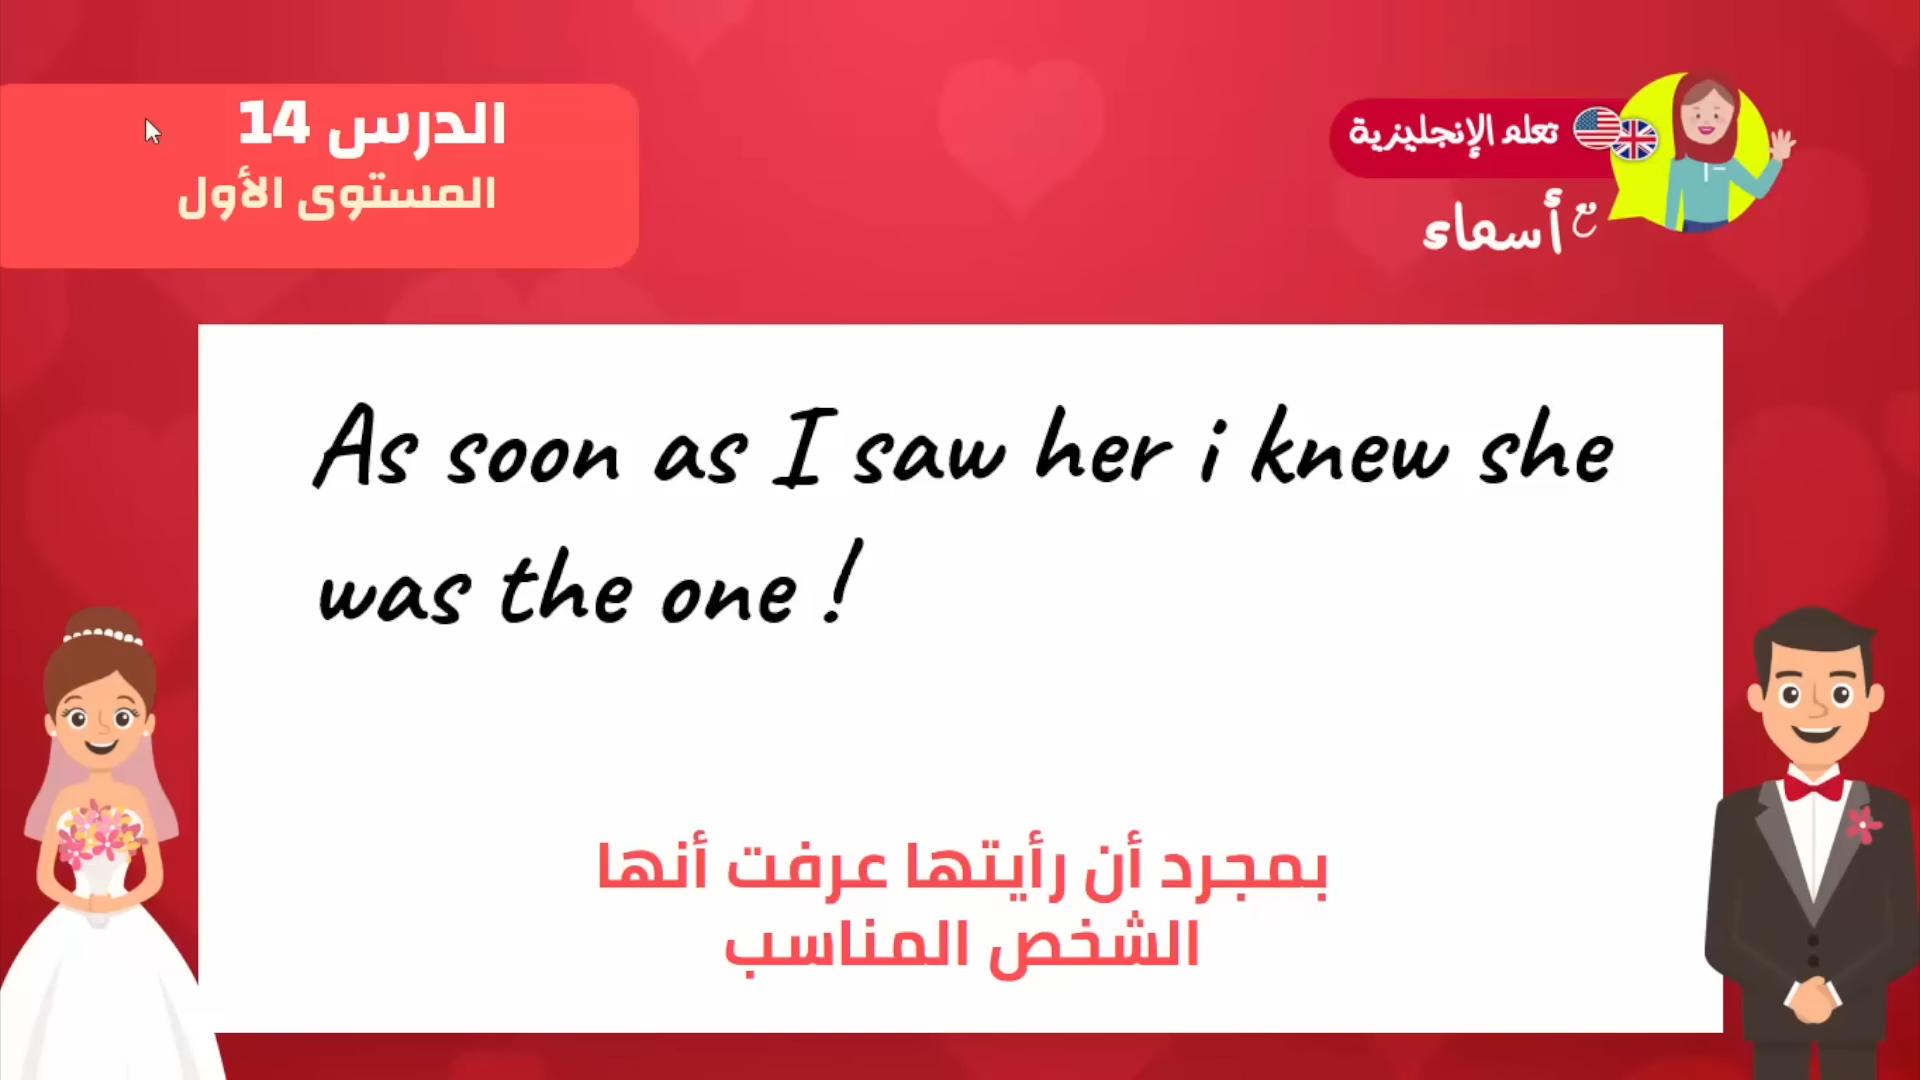 الدرس 14
المستوى الأول
تعلم الإنجليزية
مع أسماء
As soon as I saw her i knew she
was the one !
بمجرد أن رأيتها عرفت أنها
الشخص المناسب